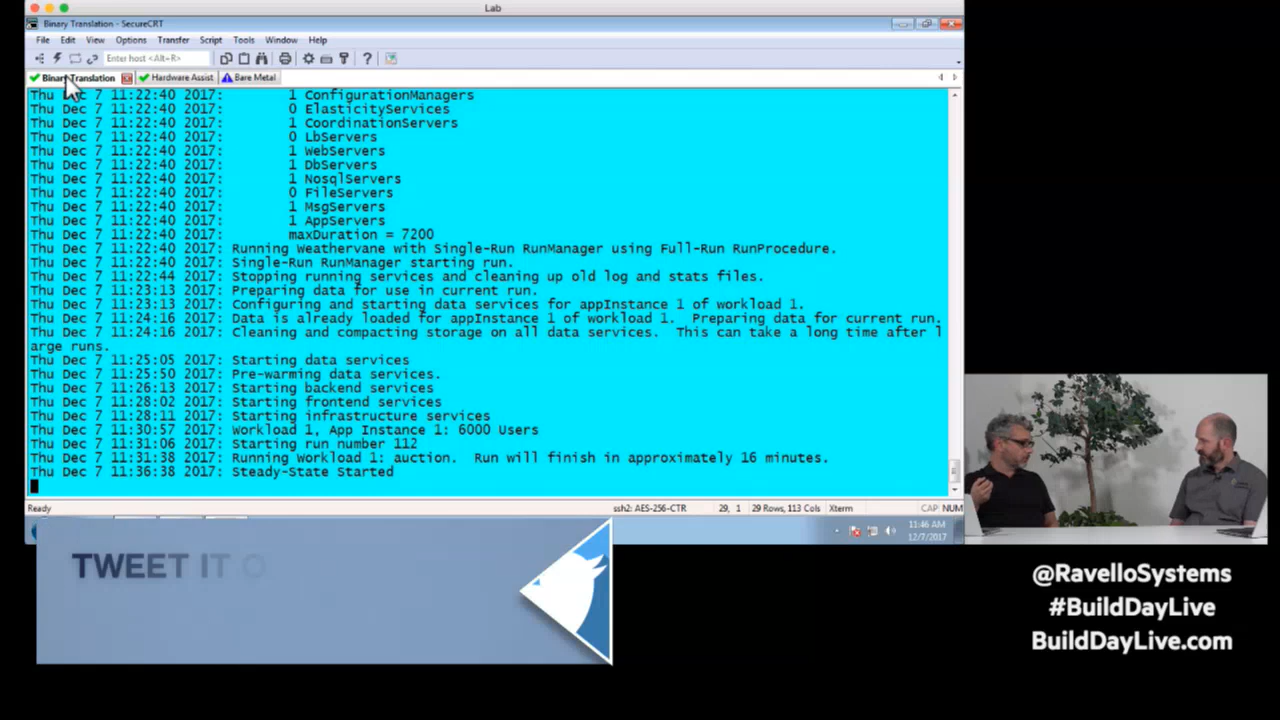 Lab
Binary Translation - SecureCRT
File Edit View Options Transfer Script Tools Window Help
Enter host <Alt+R>
Binary Translation Hardware Assist Bare Metal
Thu Dec 7 11:22:40 2017: 1 ConfigurationManagers
Thu Dec 7 11:22:40 2017: 0 ElasticityServices
Thu Dec 7 11:22:40 2017: 1 CoordinationServers
Thu Dec 7 11:22:40 2017: 0 LbServers
Thu Dec 7 11:22:40 2017: 1 WebServers
Thu Dec 7 11:22:40 2017: 1 DbServers
Thu Dec 7 11:22:40 2017: 1 NosqlServers
Thu Dec 7 11:22:40 2017: 0 FileServers
Thu Dec 7 11:22:40 2017: 1 MsgServers
Thu Dec 7 11:22:40 2017: 1 AppServers
Thu Dec 7 11:22:40 2017: maxDuration = 7200
Thu Dec 7 11:22:40 2017: Running Weathervane with Single-Run RunManager using Full-Run RunProcedure.
Thu Dec 7 11:22:40 2017: Single-Run RunManager starting run.
Thu Dec 7 11:22:44 2017: Stopping running services and cleaning up old log and stats files.
Thu Dec 7 11:23:13 2017: Preparing data for use in current run.
Thu Dec 7 11:23:13 2017: Configuring and starting data services for appInstance 1 of workload 1.
Thu Dec 7 11:24:16 2017: Data is already loaded for appInstance 1 of workload 1. Preparing data for current run.
Thu Dec 7 11:24:16 2017: Cleaning and compacting storage on all data services. This can take a long time after l
arge runs.
Thu Dec 7 11:25:05 2017: Starting data services
Thu Dec 7 11:25:50 2017: Pre-warming data services.
Thu Dec 7 11:26:13 2017: Starting backend services
Thu Dec 7 11:28:02 2017: Starting frontend services
Thu Dec 7 11:28:11 2017: Starting infrastructure services
Thu Dec 7 11:30:57 2017: Workload 1, App Instance 1: 6000 Users
Thu Dec 7 11:31:06 2017: Starting run number 112
Thu Dec 7 11:31:38 2017: Running Workload 1: auction. Run will finish in approximately 16 minutes.
Thu Dec 7 11:36:38 2017: Steady-State Started
Ready ssh2: AES-256-CTR 29, 1 29 Rows, 113 Cols Xterm CAP NUM
11:46 AM
12/7/2017
TWEET IT O
@RavelloSystems
#BuildDayLive
BuildDayLive.com